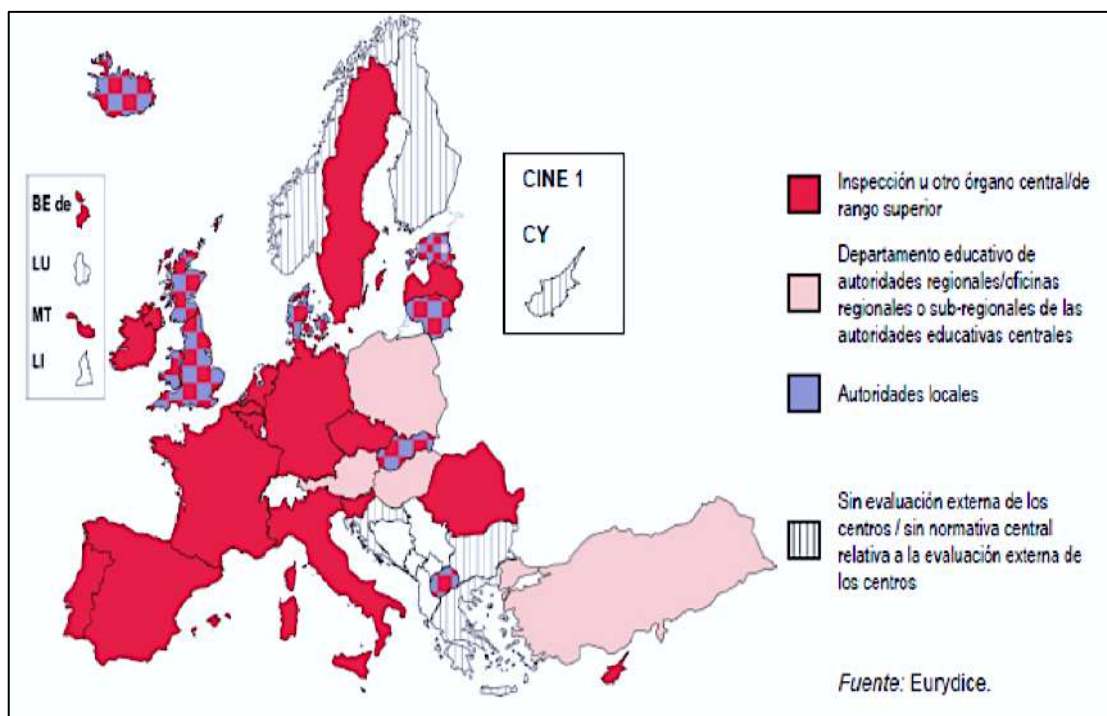 BE de
LU
MT
LI
CINE 1
CY
Inspección u otro órgano central/de
rango superior
Departamento educativo de
autoridades regionales/oficinas
regionales o sub-regionales de las
autoridades educativas centrales
Autoridades locales
Sin evaluación externa de los
centros / sin normativa central
relativa a la evaluación externa de
los centros
Fuente: Eurydice.